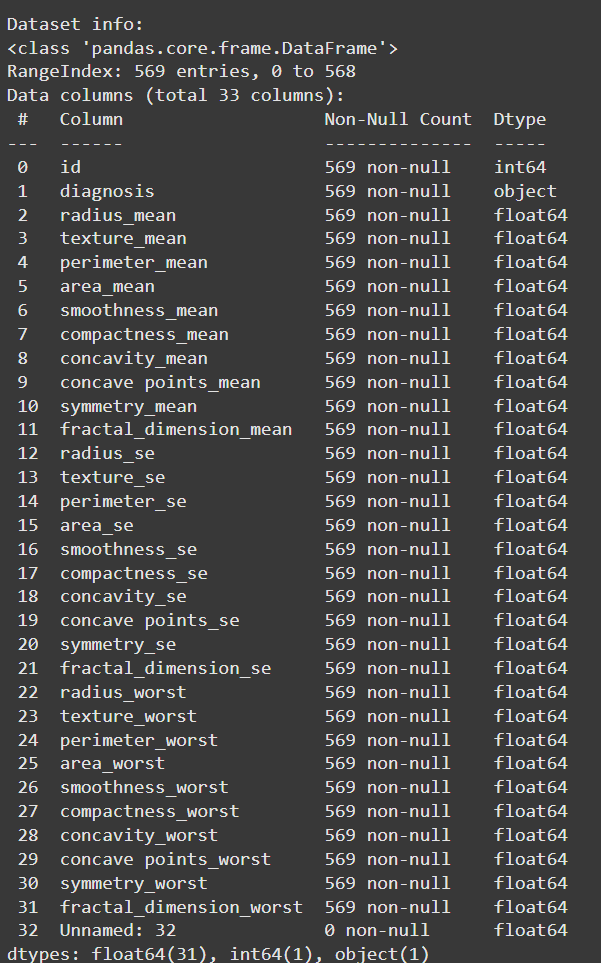 Dataset info:
<class 'pandas.core.frame.DataFrame'>
RangeIndex: 569 entries, 0 to 568
Data columns (total 33 columns):
 #   Column                   Non-Null Count  Dtype
---  ------                   --------------  -----
 0   id                       569 non-null    int64
 1   diagnosis                569 non-null    object
 2   radius_mean              569 non-null    float64
 3   texture_mean             569 non-null    float64
 4   perimeter_mean           569 non-null    float64
 5   area_mean                569 non-null    float64
 6   smoothness_mean          569 non-null    float64
 7   compactness_mean         569 non-null    float64
 8   concavity_mean           569 non-null    float64
 9   concave points_mean      569 non-null    float64
 10  symmetry_mean            569 non-null    float64
 11  fractal_dimension_mean   569 non-null    float64
 12  radius_se                569 non-null    float64
 13  texture_se               569 non-null    float64
 14  perimeter_se             569 non-null    float64
 15  area_se                  569 non-null    float64
 16  smoothness_se            569 non-null    float64
 17  compactness_se           569 non-null    float64
 18  concavity_se             569 non-null    float64
 19  concave points_se        569 non-null    float64
 20  symmetry_se              569 non-null    float64
 21  fractal_dimension_se     569 non-null    float64
 22  radius_worst             569 non-null    float64
 23  texture_worst            569 non-null    float64
 24  perimeter_worst          569 non-null    float64
 25  area_worst               569 non-null    float64
 26  smoothness_worst         569 non-null    float64
 27  compactness_worst        569 non-null    float64
 28  concavity_worst          569 non-null    float64
 29  concave points_worst     569 non-null    float64
 30  symmetry_worst           569 non-null    float64
 31  fractal_dimension_worst  569 non-null    float64
 32  Unnamed: 32              0 non-null      float64
dtypes: float64(31), int64(1), object(1)